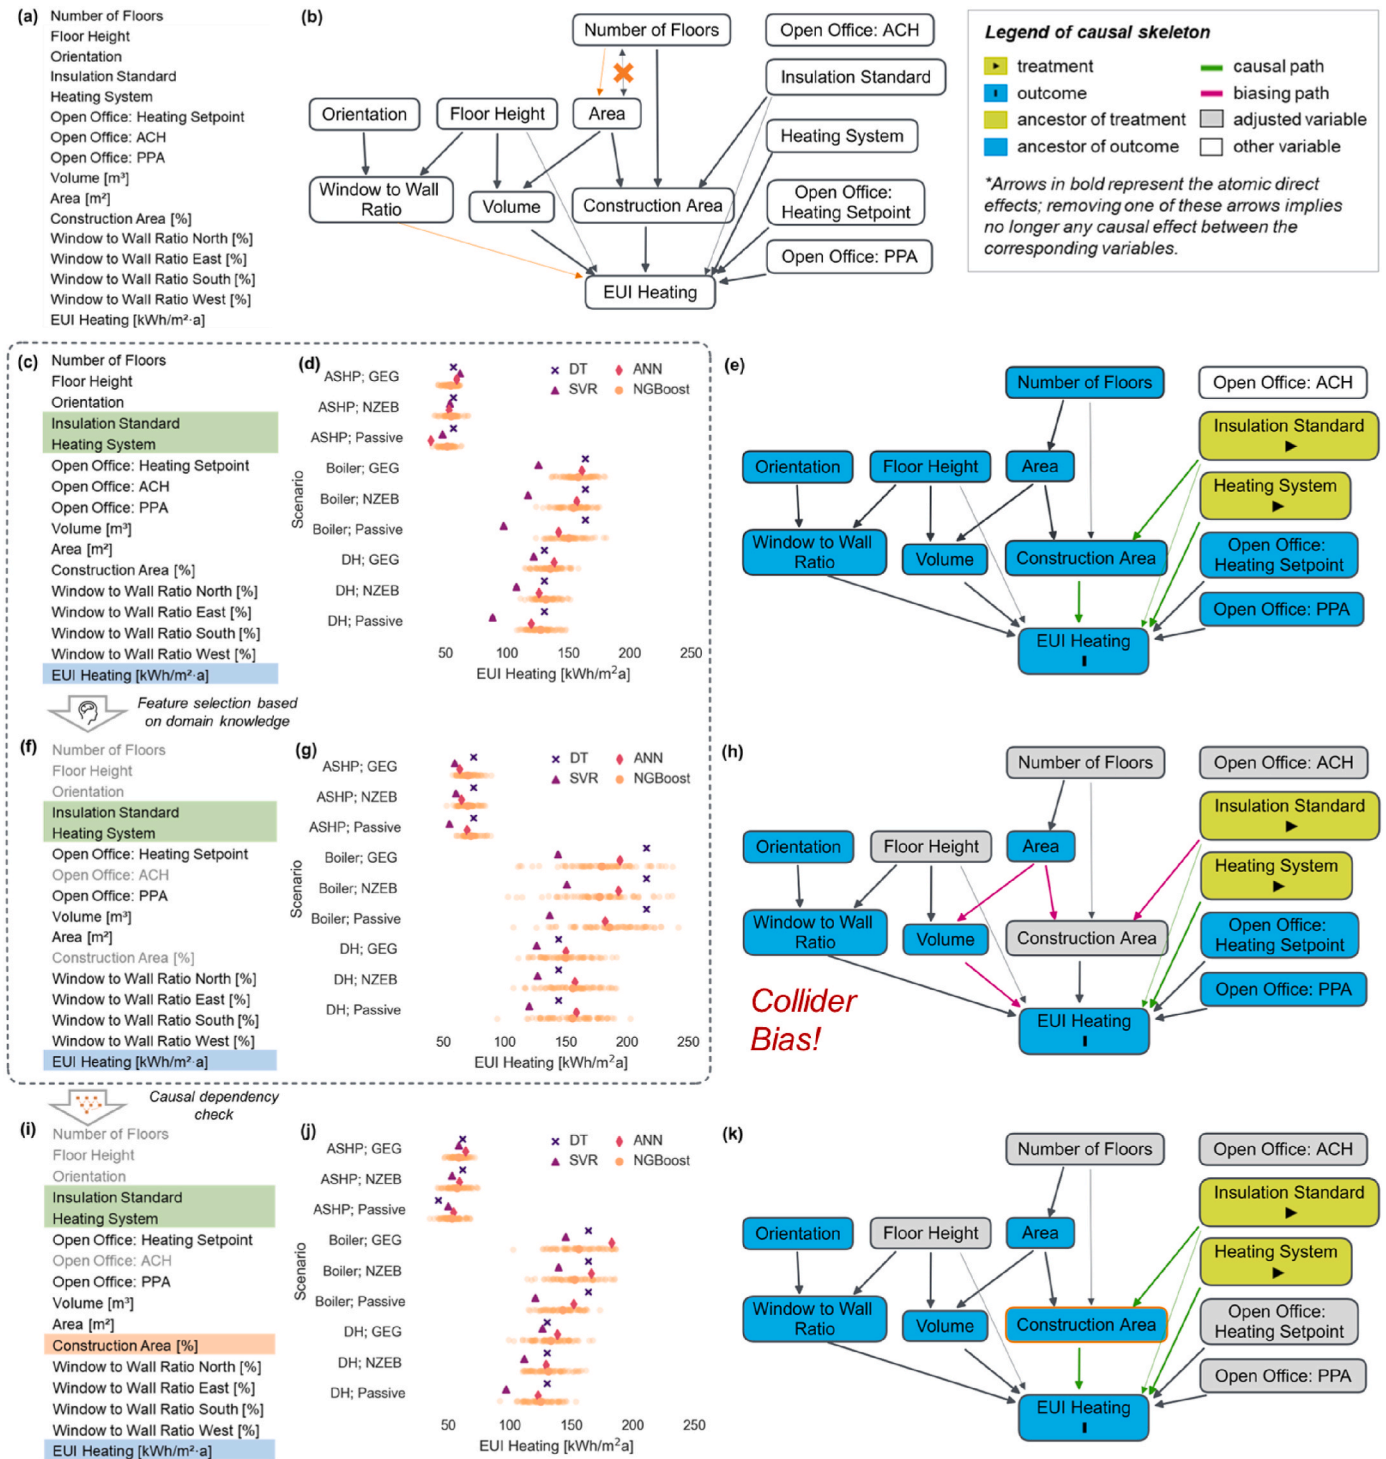 (a)
Number of Floors
Floor Height
Orientation
Insulation Standard
Heating System
Open Office: Heating Setpoint
Open Office: ACH
Open Office: PPA
Volume [m³]
Area [m²]
Construction Area [%]
Window to Wall Ratio North [%]
Window to Wall Ratio East [%]
Window to Wall Ratio South [%]
Window to Wall Ratio West [%]
EUI Heating [kWh/m²·a]
(b)
Number of Floors
Open Office: ACH
Insulation Standard
Orientation
Floor Height
Area
Heating System
Window to Wall
Ratio
Volume
Construction Area
Open Office:
Heating Setpoint
Open Office: PPA
EUI Heating
Legend of causal skeleton
treatment
causal path
outcome
biasing path
ancestor of treatment
adjusted variable
ancestor of outcome
other variable
*Arrows in bold represent the atomic direct
effects; removing one of these arrows implies
no longer any causal effect between the
corresponding variables.
(c)
Number of Floors
Floor Height
Orientation
Insulation Standard
Heating System
Open Office: Heating Setpoint
Open Office: ACH
Open Office: PPA
Volume [m³]
Area [m²]
Construction Area [%]
Window to Wall Ratio North [%]
Window to Wall Ratio East [%]
Window to Wall Ratio South [%]
Window to Wall Ratio West [%]
EUI Heating [kWh/m²·a]
(d)
DT
ANN
SVR
NGBoost
Scenario
ASHP; GEG
ASHP; NZEB
ASHP; Passive
Boiler; GEG
Boiler; NZEB
Boiler; Passive
DH; GEG
DH; NZEB
DH; Passive
50 100 150 200 250
EUI Heating [kWh/m²a]
(e)
Number of Floors
Open Office: ACH
Insulation Standard
Orientation
Floor Height
Area
Heating System
Window to Wall
Ratio
Volume
Construction Area
Open Office:
Heating Setpoint
Open Office: PPA
EUI Heating
Feature selection based
on domain knowledge
(f)
Number of Floors
Floor Height
Orientation
Insulation Standard
Heating System
Open Office: Heating Setpoint
Open Office: ACH
Open Office: PPA
Volume [m³]
Area [m²]
Construction Area [%]
Window to Wall Ratio North [%]
Window to Wall Ratio East [%]
Window to Wall Ratio South [%]
Window to Wall Ratio West [%]
EUI Heating [kWh/m²·a]
(g)
DT
ANN
SVR
NGBoost
Scenario
ASHP; GEG
ASHP; NZEB
ASHP; Passive
Boiler; GEG
Boiler; NZEB
Boiler; Passive
DH; GEG
DH; NZEB
DH; Passive
50 100 150 200 250
EUI Heating [kWh/m²a]
(h)
Number of Floors
Open Office: ACH
Insulation Standard
Orientation
Floor Height
Area
Heating System
Window to Wall
Ratio
Volume
Construction Area
Open Office:
Heating Setpoint
Open Office: PPA
EUI Heating
Collider
Bias!
Causal dependency
check
(i)
Number of Floors
Floor Height
Orientation
Insulation Standard
Heating System
Open Office: Heating Setpoint
Open Office: ACH
Open Office: PPA
Volume [m³]
Area [m²]
Construction Area [%]
Window to Wall Ratio North [%]
Window to Wall Ratio East [%]
Window to Wall Ratio South [%]
Window to Wall Ratio West [%]
EUI Heating [kWh/m²·a]
(j)
DT
ANN
SVR
NGBoost
Scenario
ASHP; GEG
ASHP; NZEB
ASHP; Passive
Boiler; GEG
Boiler; NZEB
Boiler; Passive
DH; GEG
DH; NZEB
DH; Passive
50 100 150 200 250
EUI Heating [kWh/m²a]
(k)
Number of Floors
Open Office: ACH
Insulation Standard
Orientation
Floor Height
Area
Heating System
Window to Wall
Ratio
Volume
Construction Area
Open Office:
Heating Setpoint
Open Office: PPA
EUI Heating